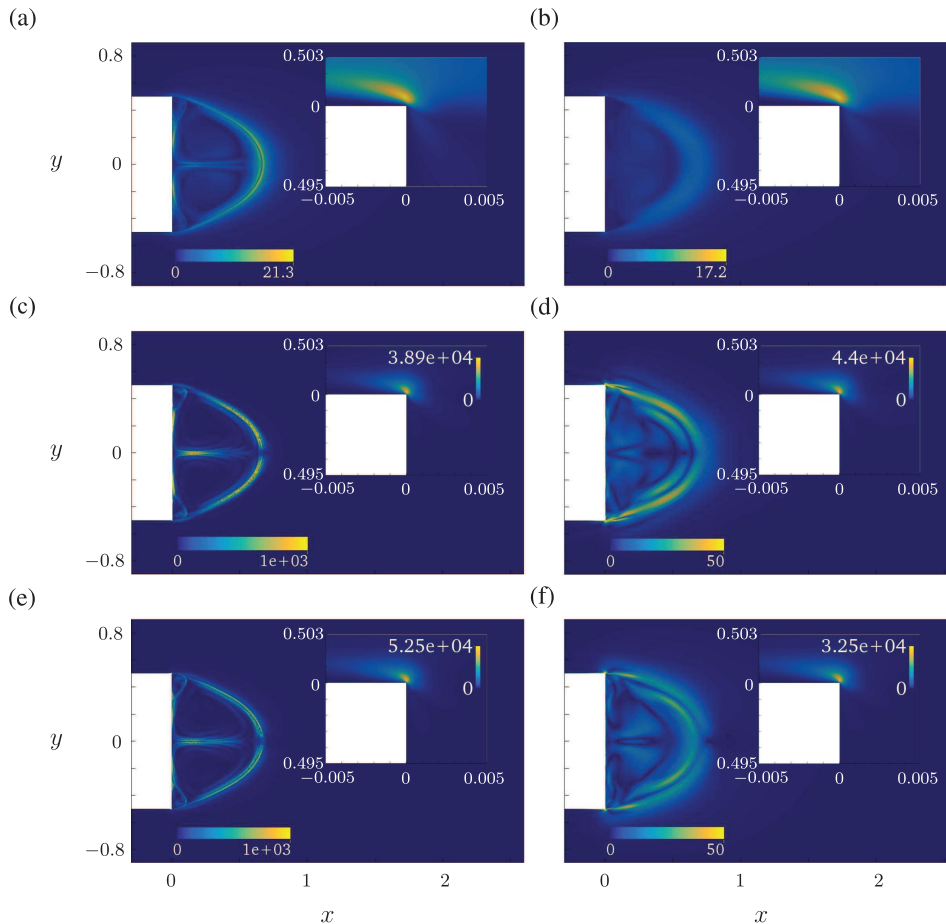 (a) (b)
0.8 0.503 0.503
0 0
y 0
0.495 0.495
−0.005 0 0.005 −0.005 0 0.005
0 21.3 0 17.2
−0.8
(c) (d)
0.8 0.503 3.89e+04 0.503 4.4e+04
0 0 0 0
y 0
0.495 0.495
−0.005 0 0.005 −0.005 0 0.005
0 1e+03 0 50
−0.8
(e) (f)
0.8 0.503 5.25e+04 0.503 3.25e+04
0 0 0 0
y 0
0.495 0.495
−0.005 0 0.005 −0.005 0 0.005
0 1e+03 0 50
−0.8
0 1 2 0 1 2
x x